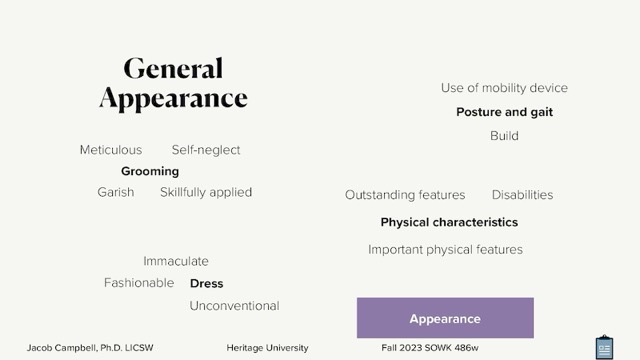 General
Appearance
Meticulous Self-neglect
Grooming
Garish Skillfully applied
Immaculate
Fashionable Dress
Unconventional
Use of mobility device
Posture and gait
Build
Outstanding features Disabilities
Physical characteristics
Important physical features
Appearance
Jacob Campbell, Ph.D. LICSW Heritage University Fall 2023 SOWK 486w